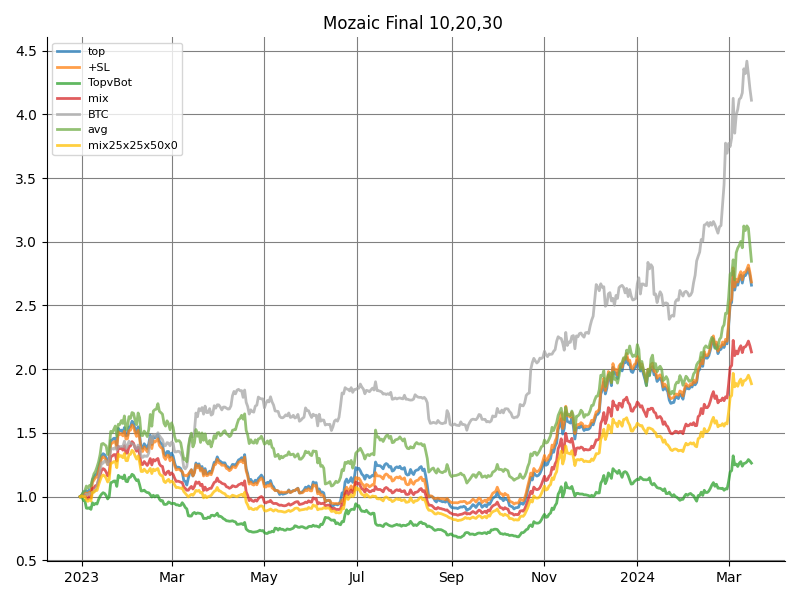 Mozaic Final 10,20,30
top
+SL
TopvBot
mix
BTC
avg
mix25x25x50x0
4.5
4.0
3.5
3.0
2.5
2.0
1.5
1.0
0.5
2023 Mar May Jul Sep Nov 2024 Mar